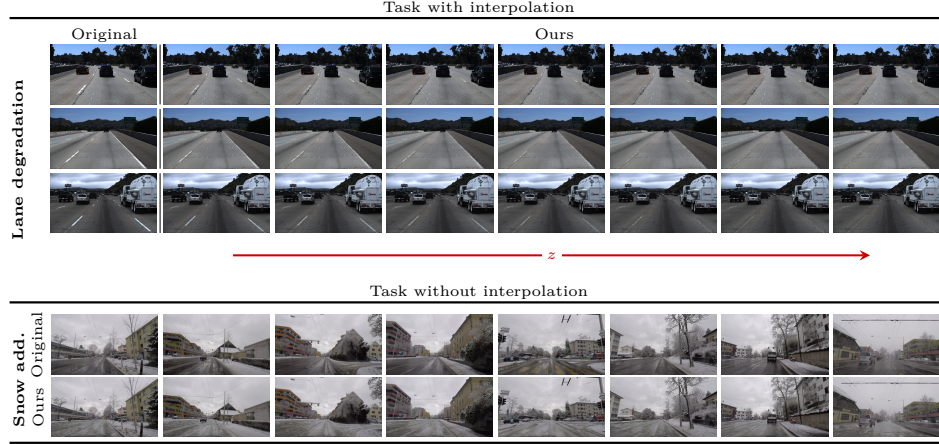 Task with interpolation
Original
Ours
Lane degradation
z
Task without interpolation
Snow add.
Original
Ours